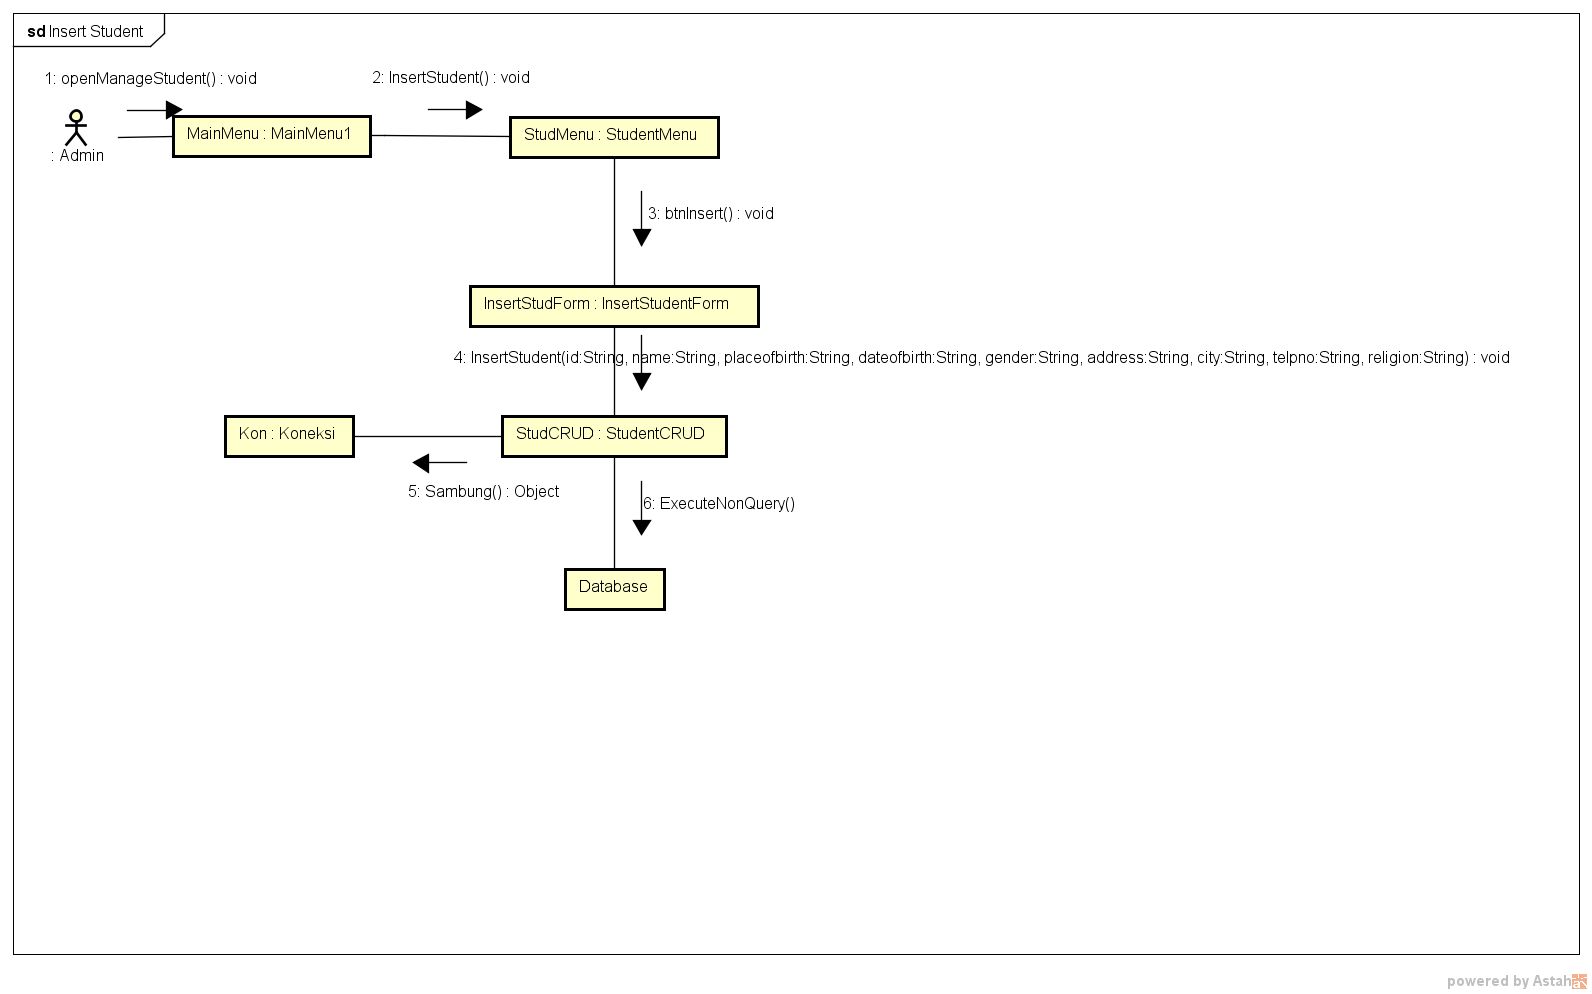 sd Insert Student
1: openManageStudent() : void
2: InsertStudent() : void
MainMenu : MainMenu1
StudMenu : StudentMenu
: Admin
3: btnInsert() : void
InsertStudForm : InsertStudentForm
4: InsertStudent(id:String, name:String, placeofbirth:String, dateofbirth:String, gender:String, address:String, city:String, telpno:String, religion:String) : void
Kon : Koneksi
StudCRUD : StudentCRUD
5: Sambung() : Object
6: ExecuteNonQuery()
Database
powered by Astah